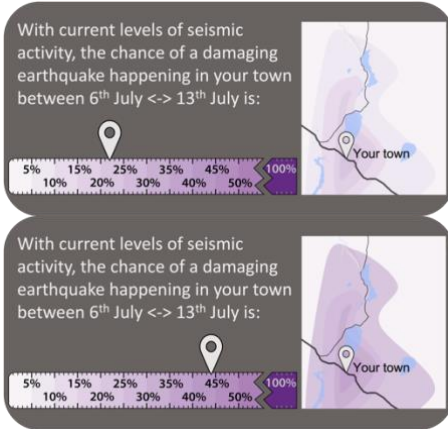 With current levels of seismic
activity, the chance of a damaging
earthquake happening in your town
between 6th July <-> 13th July is:
Your town
5% 15% 25% 35% 45% 100%
10% 20% 30% 40% 50%
With current levels of seismic
activity, the chance of a damaging
earthquake happening in your town
between 6th July <-> 13th July is:
Your town
5% 15% 25% 35% 45% 100%
10% 20% 30% 40% 50%